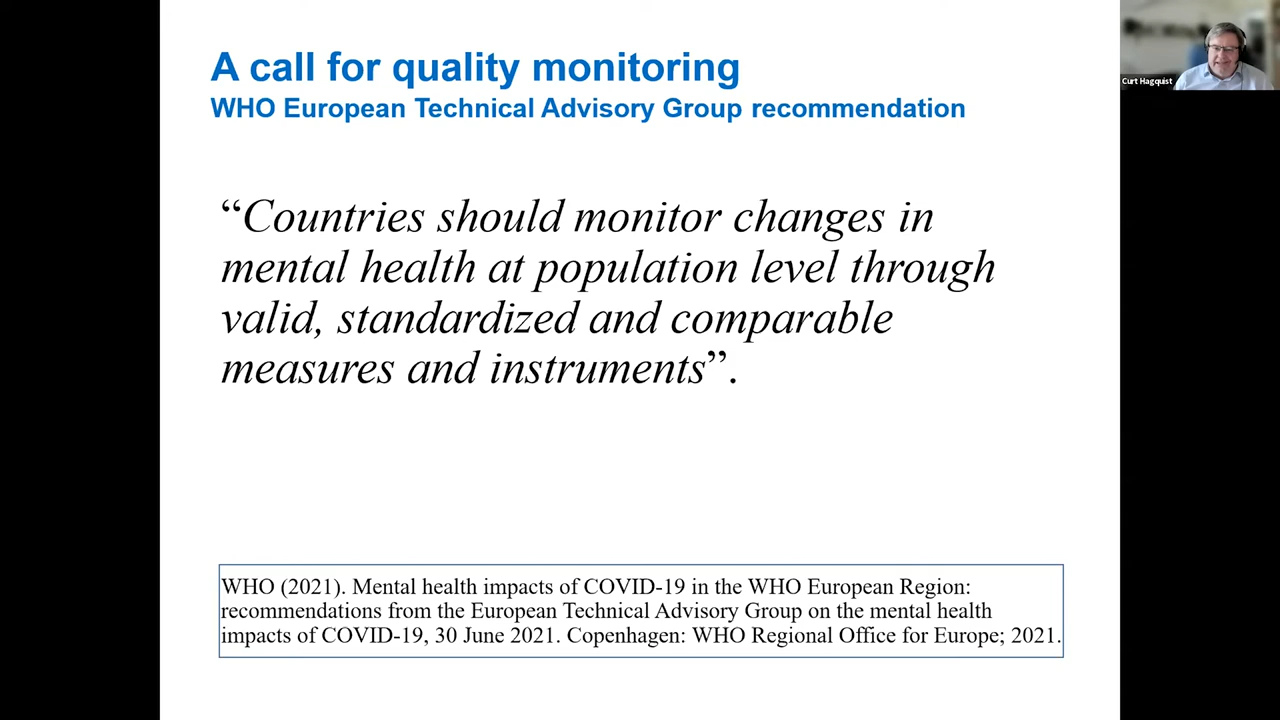 A call for quality monitoring
WHO European Technical Advisory Group recommendation
“Countries should monitor changes in
mental health at population level through
valid, standardized and comparable
measures and instruments”.
WHO (2021). Mental health impacts of COVID-19 in the WHO European Region:
recommendations from the European Technical Advisory Group on the mental health
impacts of COVID-19, 30 June 2021. Copenhagen: WHO Regional Office for Europe; 2021.
Curt Hagquist